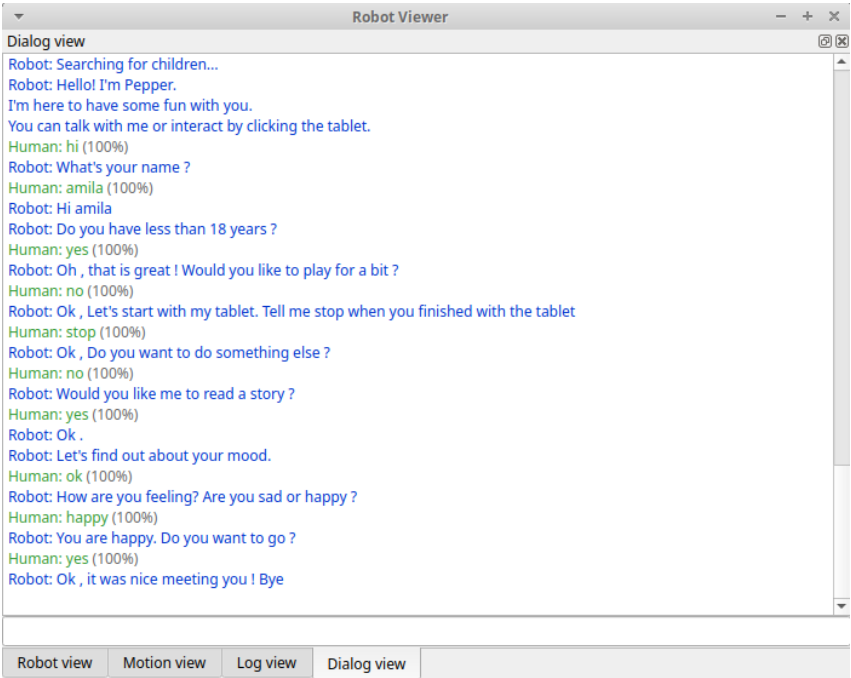 Robot Viewer
Dialog view
Robot: Searching for children...
Robot: Hello! I'm Pepper.
I'm here to have some fun with you.
You can talk with me or interact by clicking the tablet.
Human: hi (100%)
Robot: What's your name ?
Human: amila (100%)
Robot: Hi amila
Robot: Do you have less than 18 years ?
Human: yes (100%)
Robot: Oh , that is great ! Would you like to play for a bit ?
Human: no (100%)
Robot: Ok , Let's start with my tablet. Tell me stop when you finished with the tablet
Human: stop (100%)
Robot: Ok , Do you want to do something else ?
Human: no (100%)
Robot: Would you like me to read a story ?
Human: yes (100%)
Robot: Ok .
Robot: Let's find out about your mood.
Human: ok (100%)
Robot: How are you feeling? Are you sad or happy ?
Human: happy (100%)
Robot: You are happy. Do you want to go ?
Human: yes (100%)
Robot: Ok , it was nice meeting you ! Bye
Robot view Motion view Log view Dialog view